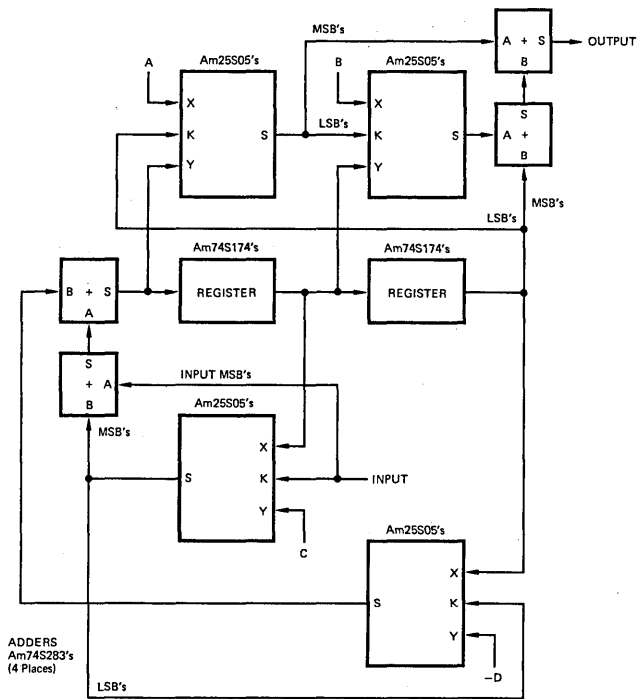 MSB's
A + S
B
OUTPUT
Am25S05's
Am25S05's
A
B
X
K
Y
S
LSB's
X
K
Y
S
S
A +
B
MSB's
LSB's
Am74S174's
Am74S174's
B + S
A
REGISTER
REGISTER
S
+ A
B
INPUT MSB's
Am25S05's
MSB's
S
X
K
Y
INPUT
C
Am25S05's
S
X
K
Y
-D
ADDERS
Am74S283's
(4 Places)
LSB's